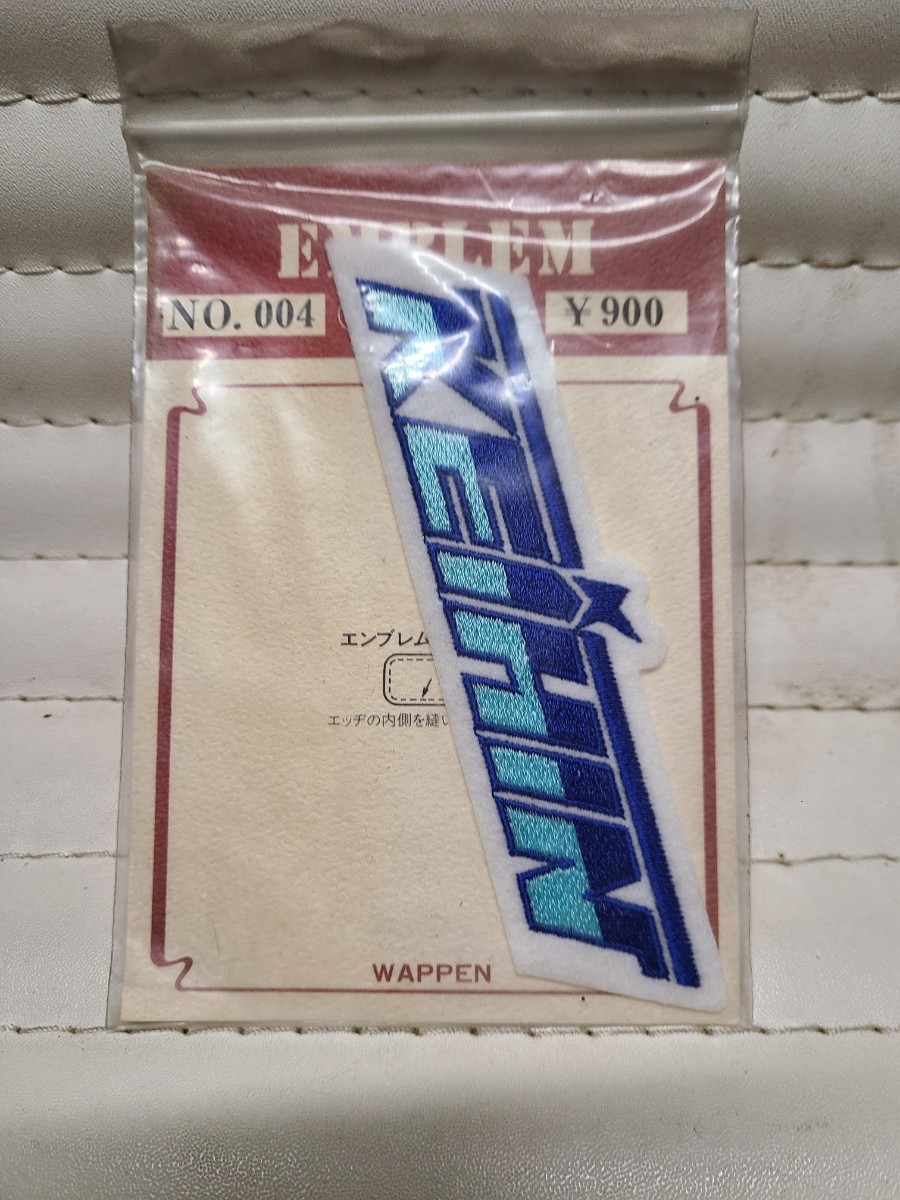 EMBLEM
NO. 004
¥ 900
KEiHIN
エンブレム
エッヂの内側を縫い
WAPPEN